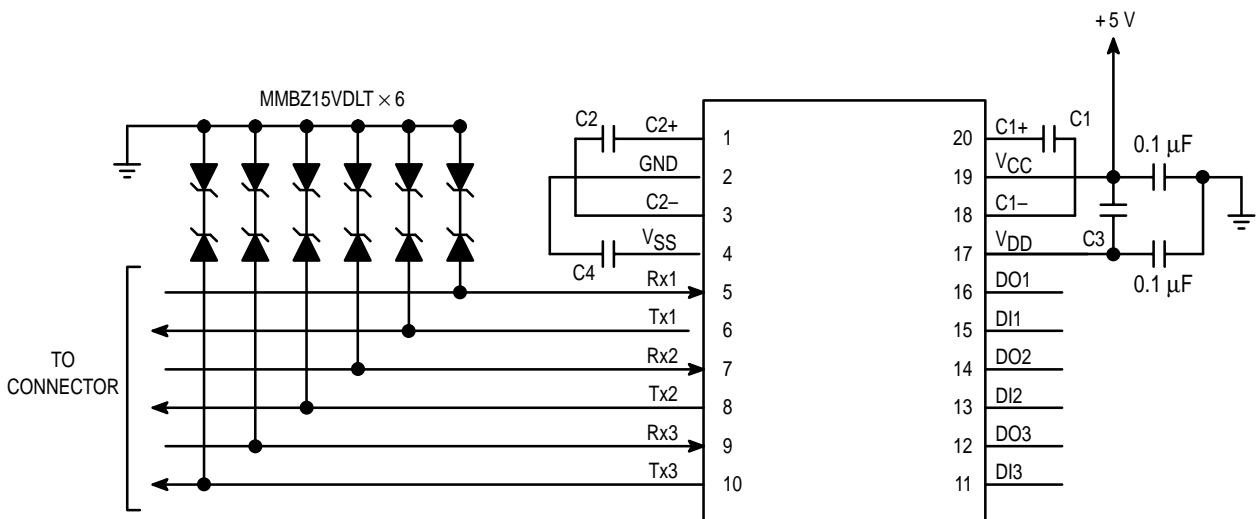 +5 V
MMBZ15VDLT × 6
C2
C2+
1
20
C1+
C1
0.1 μF
GND
2
19
VCC
C2–
3
18
C1–
VSS
4
17
VDD
C3
C4
0.1 μF
Rx1
5
16
DO1
Tx1
6
15
DI1
TO
CONNECTOR
Rx2
7
14
DO2
Tx2
8
13
DI2
Rx3
9
12
DO3
Tx3
10
11
DI3